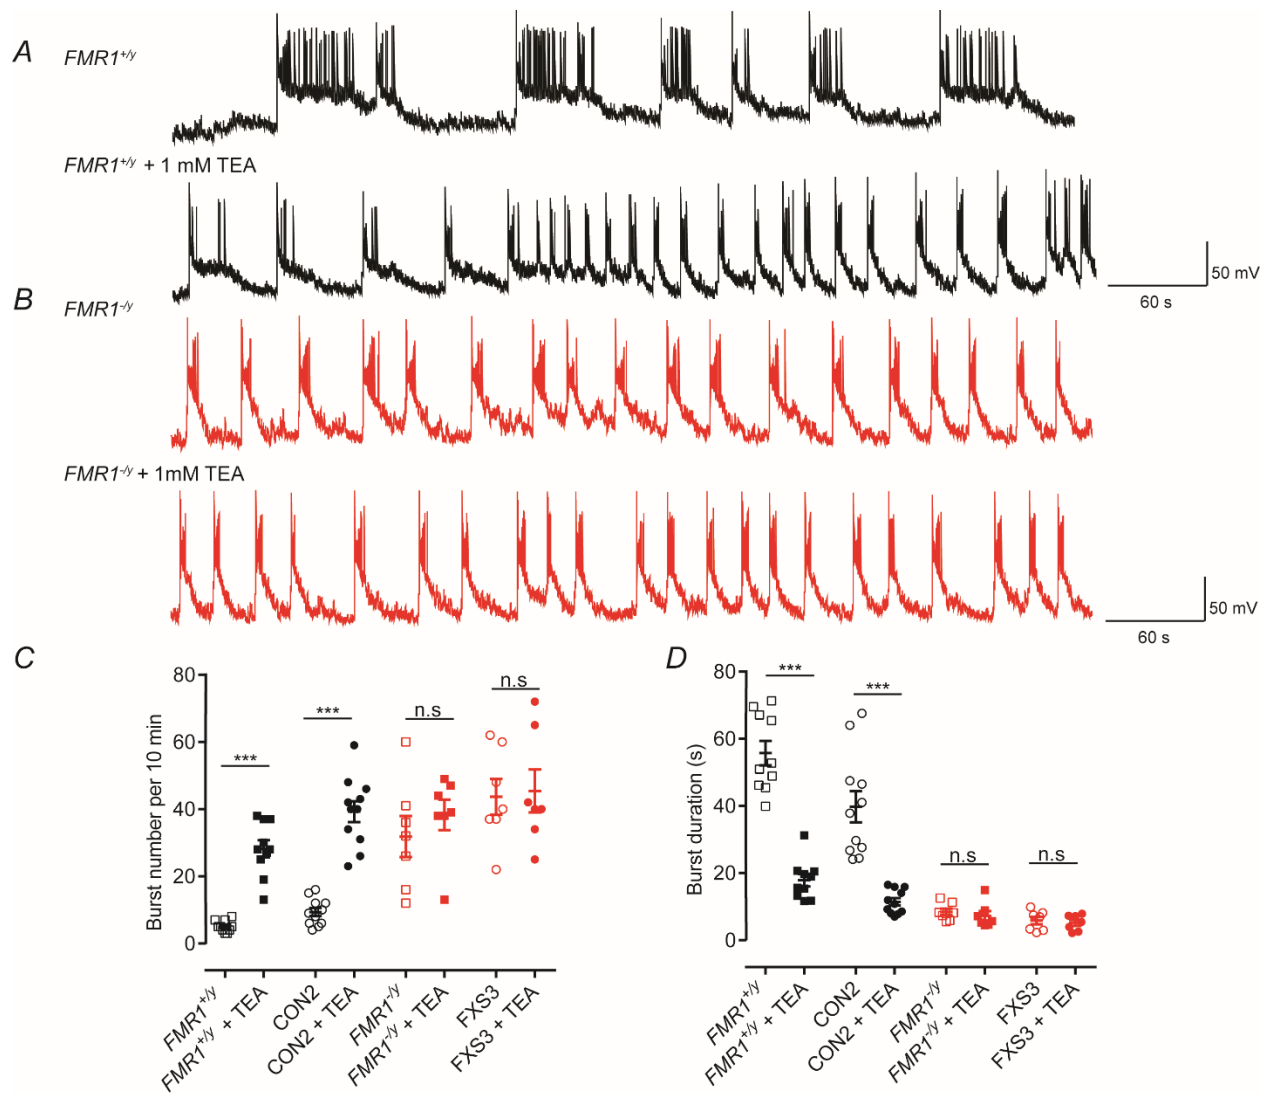 A
FMR1+/y
FMR1+/y + 1 mM TEA
50 mV
60 s
B
FMR1-/y
FMR1-/y + 1mM TEA
50 mV
60 s
C
Burst number per 10 min
80
60
40
20
0
***
***
n.s
n.s
FMR1+/y
FMR1+/y + TEA
CON2
CON2 + TEA
FMR1-/y
FMR1-/y + TEA
FXS3
FXS3 + TEA
D
Burst duration (s)
80
60
40
20
0
***
***
n.s
n.s
FMR1+/y
FMR1+/y + TEA
CON2
CON2 + TEA
FMR1-/y
FMR1-/y + TEA
FXS3
FXS3 + TEA